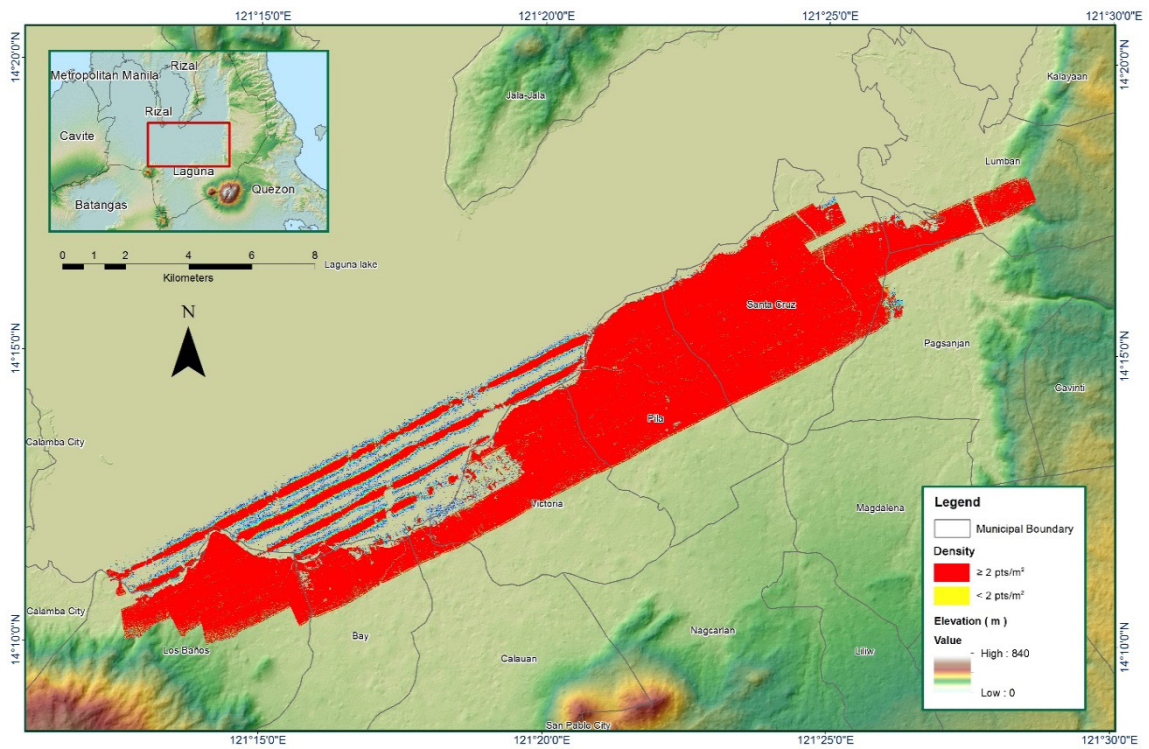 121°15'0"E 121°20'0"E 121°25'0"E 121°30'0"E
14°20'0"N 14°20'0"N
Metropolitan Manila
Rizal
Rizal
Cavite
Laguna
Quezon
Batangas
Kalayaan
Jala-Jala
Lumban
0 1 2 4 6 8
Kilometers
Laguna lake
N
Santa Cruz
14°15'0"N 14°15'0"N
Pagsanjan
Cavinti
Pila
Calamba City
Victoria
Magdalena
Calamba City
14°10'0"N 14°10'0"N
Los Baños
Bay
Calauan
Nagcarlan
Liliw
San Pablo City
Legend
Municipal Boundary
Density
≥ 2 pts/m²
< 2 pts/m²
Elevation ( m )
Value
High : 840
Low : 0
121°15'0"E 121°20'0"E 121°25'0"E 121°30'0"E